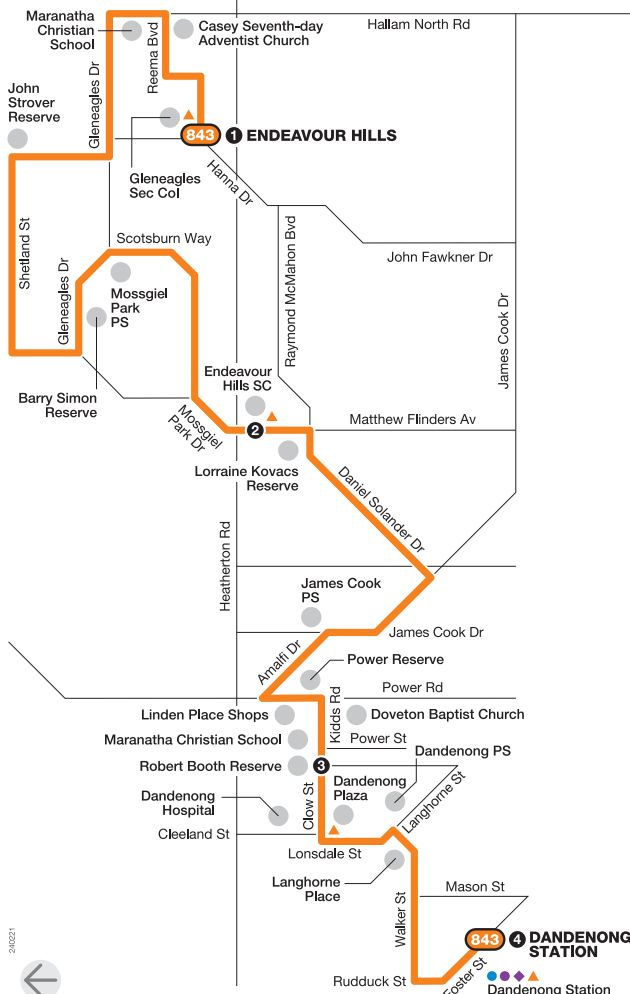 Maranatha
Christian
School
Casey Seventh-day
Adventist Church
Hallam North Rd
Reema Blvd
Gleneagles Dr
John
Strover
Reserve
843
1 ENDEAVOUR HILLS
Gleneagles
Sec Col
Hanna Dr
Shetland St
Scotsburn Way
Raymond McMahon Bvd
John Fawkner Dr
Gleneagles Dr
Mossgiel
Park
PS
James Cook Dr
Barry Simon
Reserve
Endeavour
Hills SC
Mossgiel
Park Dr
2
Matthew Flinders Av
Lorraine Kovacs
Reserve
Daniel Solander Dr
Heatherton Rd
James Cook
PS
James Cook Dr
Amalfi Dr
Power Reserve
Power Rd
Kidds Rd
Linden Place Shops
Doveton Baptist Church
Maranatha Christian School
Power St
Dandenong PS
Robert Booth Reserve
3
Dandenong
Plaza
Langhorne St
Dandenong
Hospital
Clow St
Cleeland St
Lonsdale St
Langhorne
Place
Mason St
Walker St
843
4 DANDENONG
STATION
Foster St
Rudduck St
Dandenong Station
240221